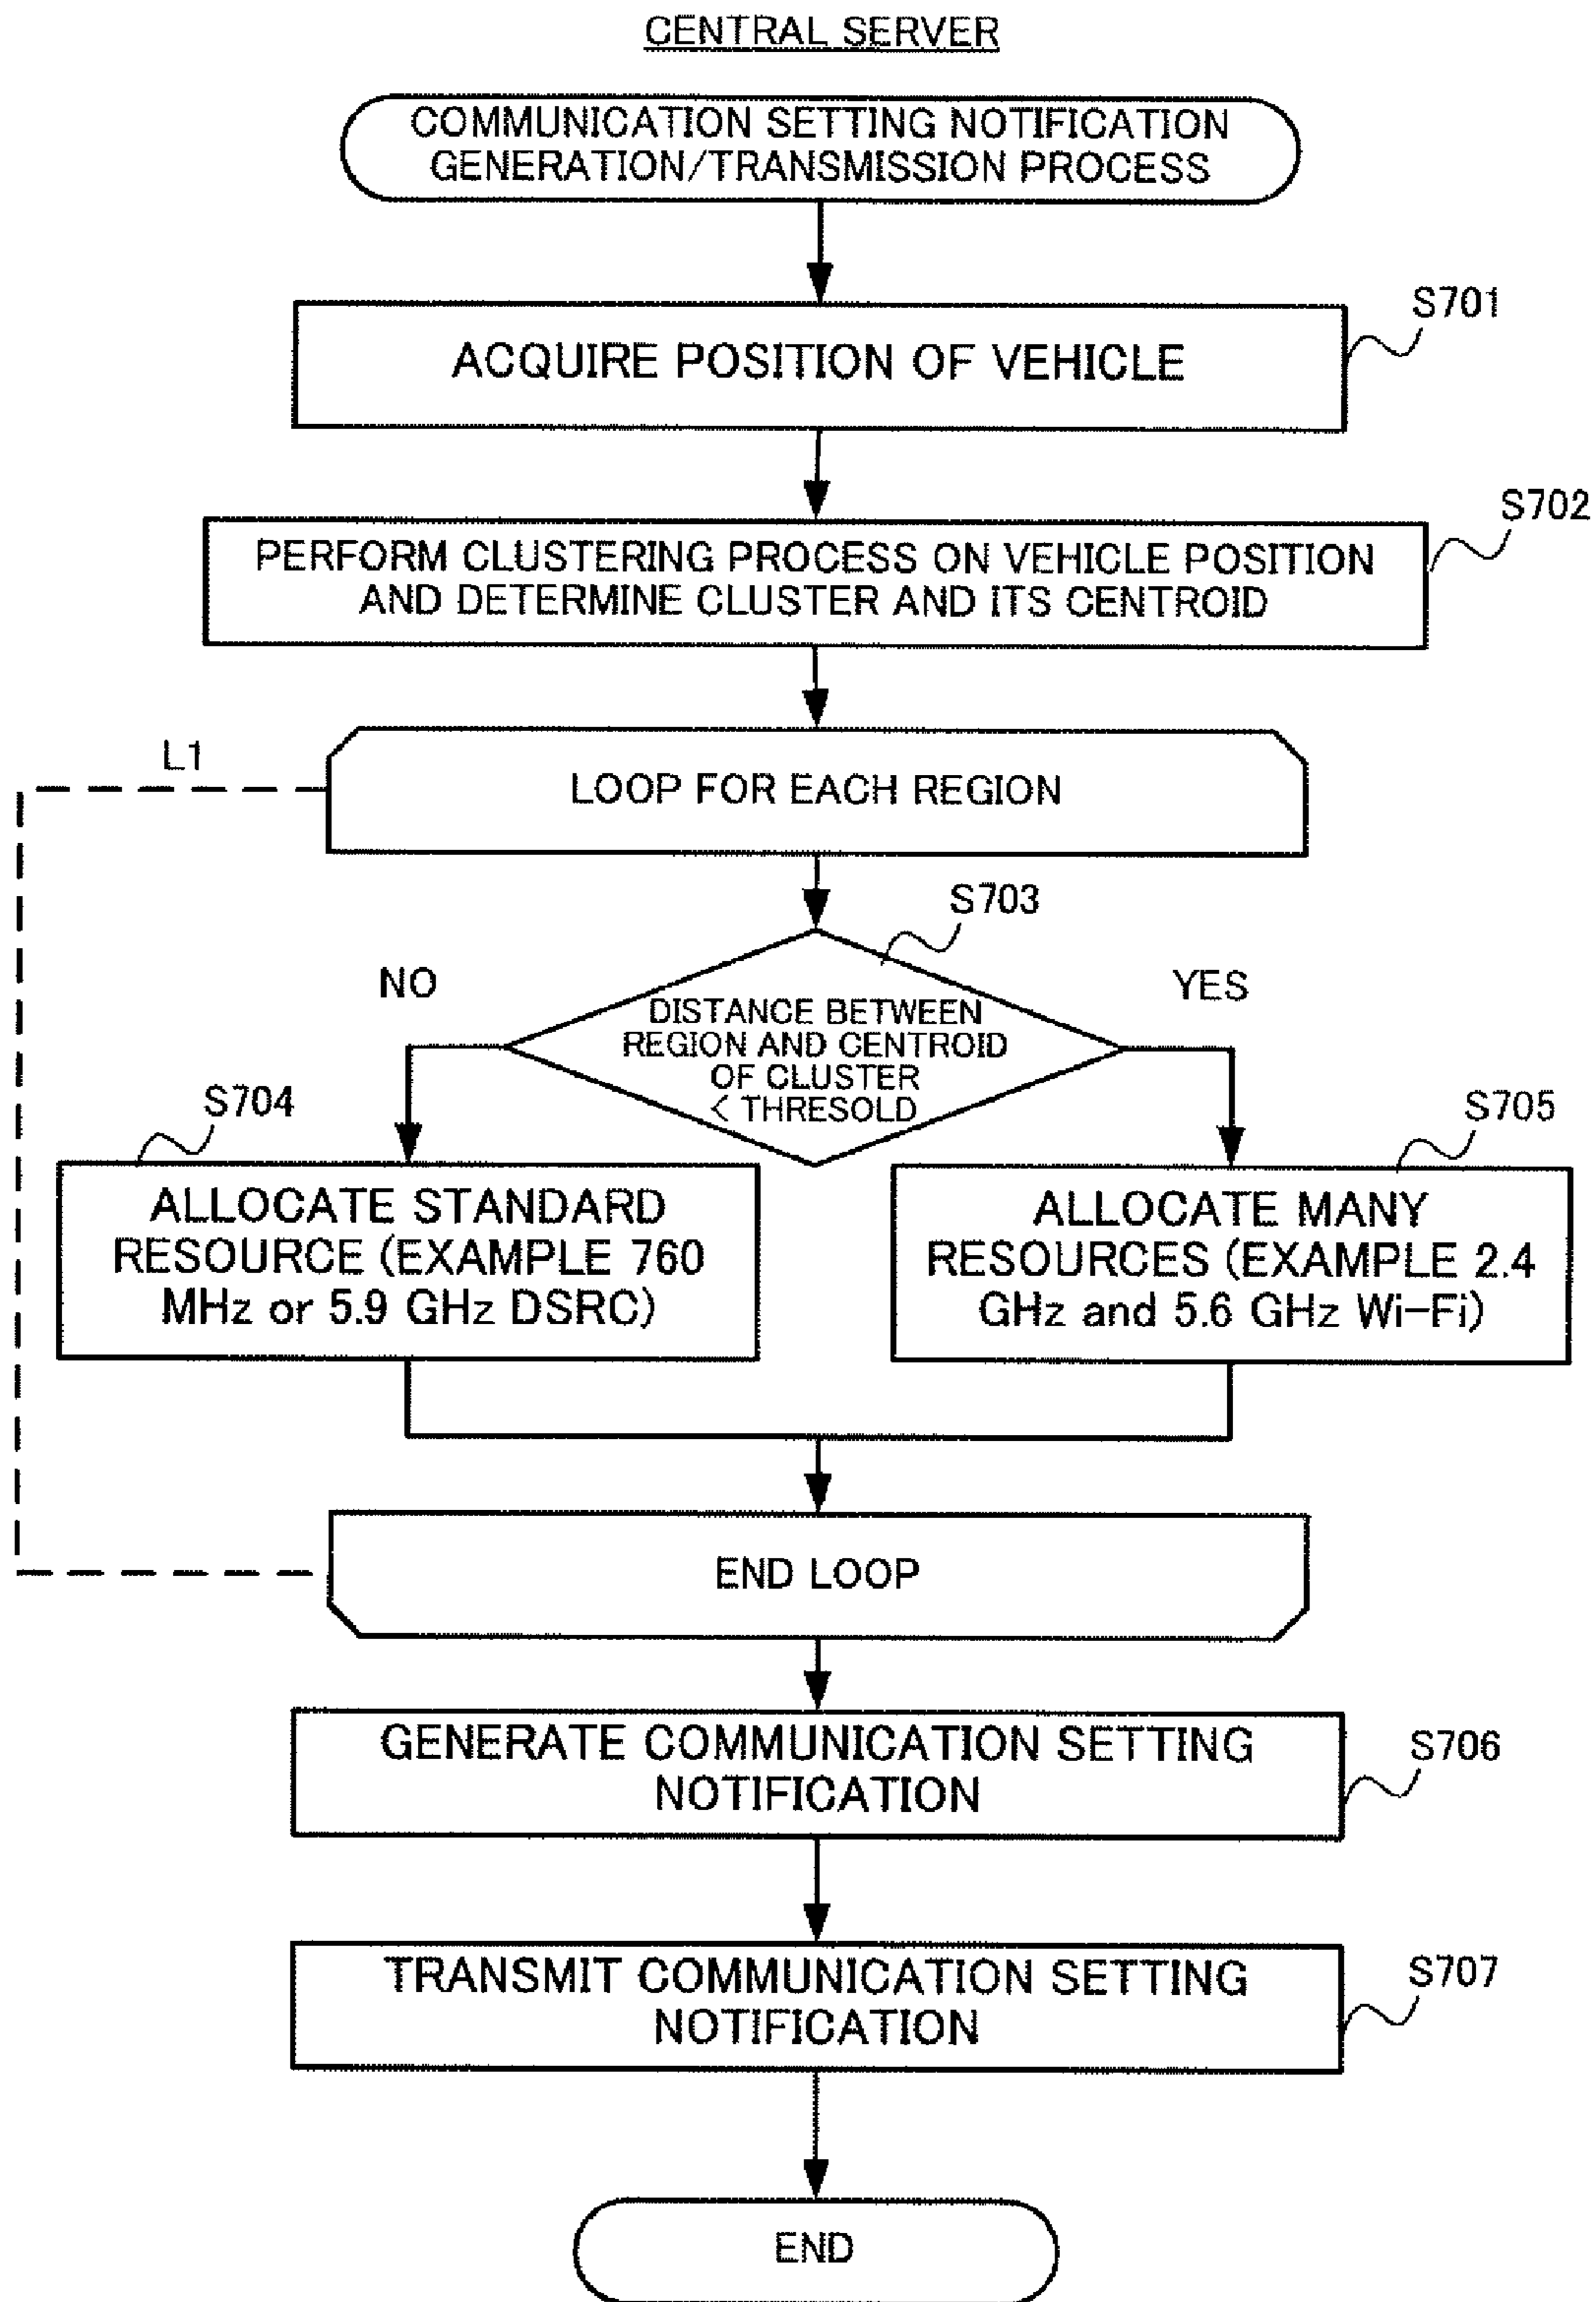 CENTRAL SERVER
COMMUNICATION SETTING NOTIFICATION
GENERATION/TRANSMISSION PROCESS
S701
ACQUIRE POSITION OF VEHICLE
S702
PERFORM CLUSTERING PROCESS ON VEHICLE POSITION
AND DETERMINE CLUSTER AND ITS CENTROID
L1
LOOP FOR EACH REGION
S703
NO
YES
DISTANCE BETWEEN
REGION AND CENTROID
OF CLUSTER
< THRESOLD
S704
S705
ALLOCATE STANDARD
RESOURCE (EXAMPLE 760
MHz or 5.9 GHz DSRC)
ALLOCATE MANY
RESOURCES (EXAMPLE 2.4
GHz and 5.6 GHz Wi-Fi)
END LOOP
GENERATE COMMUNICATION SETTING
NOTIFICATION
S706
TRANSMIT COMMUNICATION SETTING
NOTIFICATION
S707
END